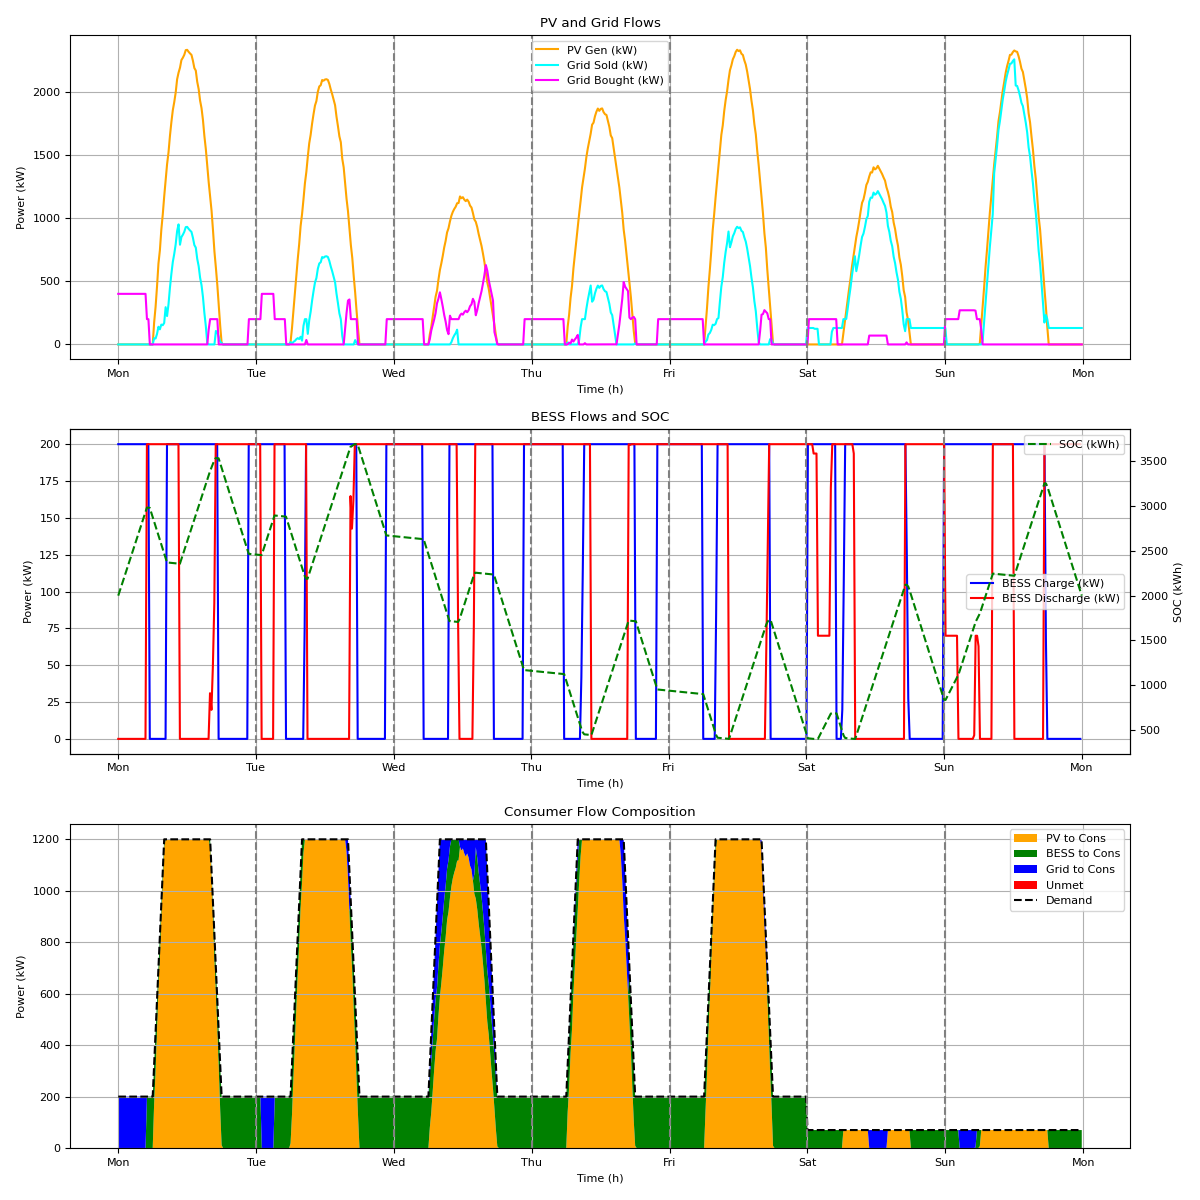 PV and Grid Flows
PV Gen (kW)
Grid Sold (kW)
Grid Bought (kW)
Power (kW)
2000
1500
1000
500
0
Mon Tue Wed Thu Fri Sat Sun Mon
Time (h)
BESS Flows and SOC
SOC (kWh)
BESS Charge (kW)
BESS Discharge (kW)
Power (kW)
200
175
150
125
100
75
50
25
0
3500
3000
2500
2000
1500
1000
500
SOC (kWh)
Mon Tue Wed Thu Fri Sat Sun Mon
Time (h)
Consumer Flow Composition
PV to Cons
BESS to Cons
Grid to Cons
Unmet
Demand
Power (kW)
1200
1000
800
600
400
200
0
Mon Tue Wed Thu Fri Sat Sun Mon
Time (h)